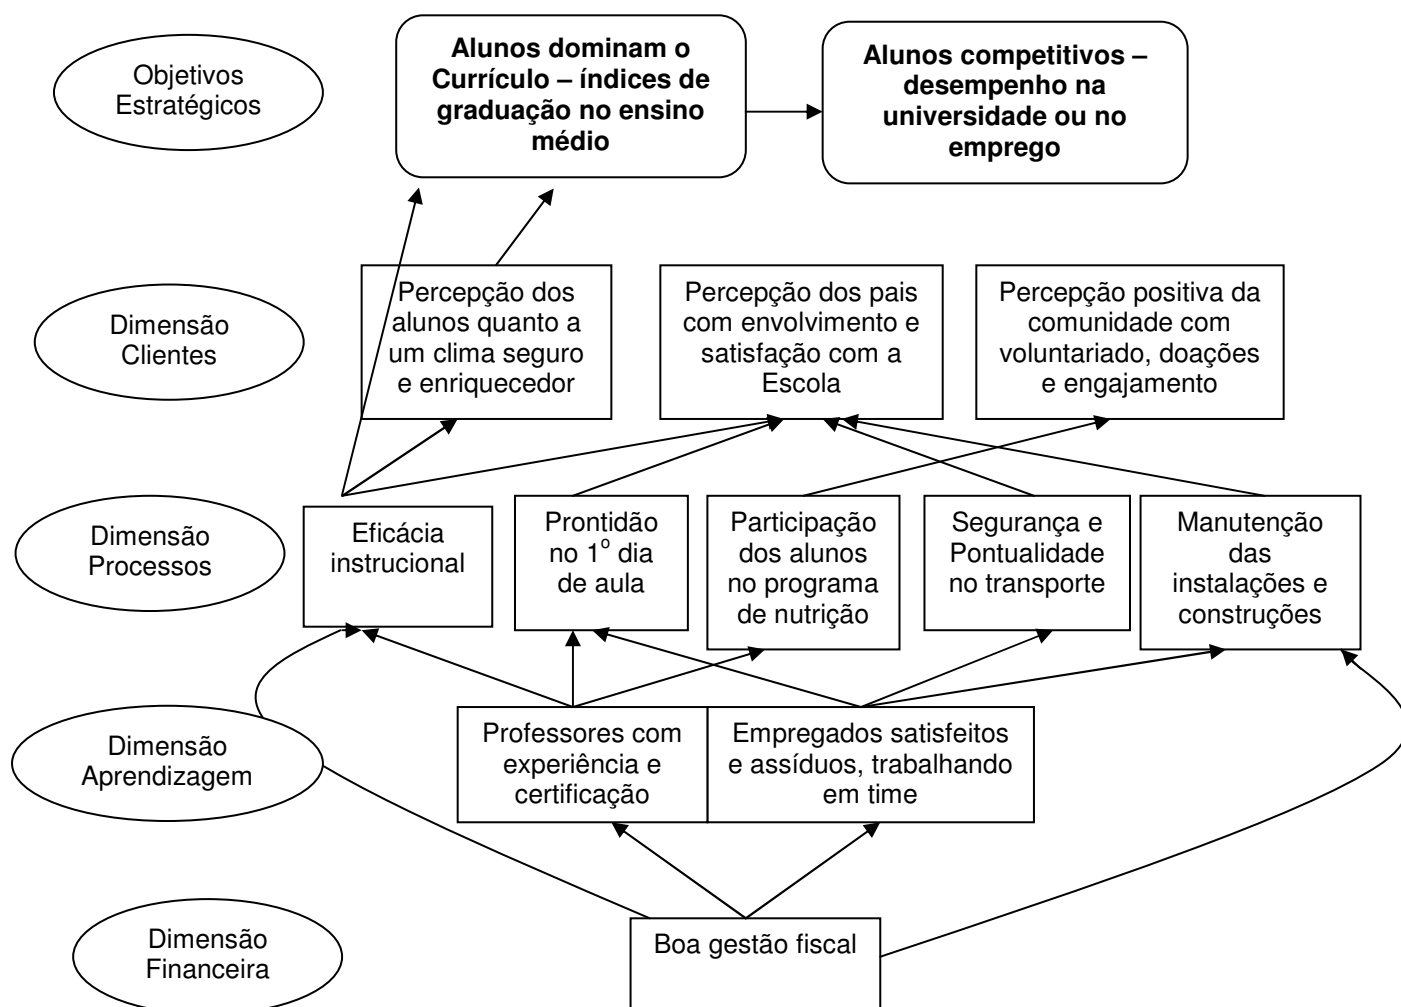 Objetivos
Estratégicos
Alunos dominam o
Currículo – índices de
graduação no ensino
médio
Alunos competitivos –
desempenho na
universidade ou no
emprego
Dimensão
Clientes
Percepção dos
alunos quanto a
um clima seguro
e enriquecedor
Percepção dos pais
com envolvimento e
satisfação com a
Escola
Percepção positiva da
comunidade com
voluntariado, doações
e engajamento
Dimensão
Processos
Eficácia
instrucional
Prontidão
no 1º dia
de aula
Participação
dos alunos
no programa
de nutrição
Segurança e
Pontualidade
no transporte
Manutenção
das
instalações e
construções
Dimensão
Aprendizagem
Professores com
experiência e
certificação
Empregados satisfeitos
e assíduos, trabalhando
em time
Dimensão
Financeira
Boa gestão fiscal